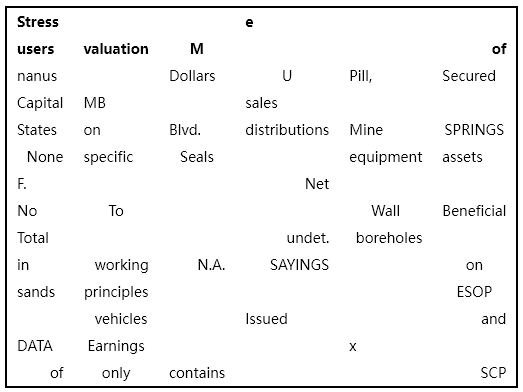 Stress e
users valuation M of
nanus Dollars U Pill, Secured
Capital MB sales
States on Blvd. distributions Mine SPRINGS
None specific Seals equipment assets
F. Net
No To Wall Beneficial
Total undet. boreholes
in working N.A. SAYINGS on
sands principles ESOP
vehicles Issued and
DATA Earnings x
of only contains SCP